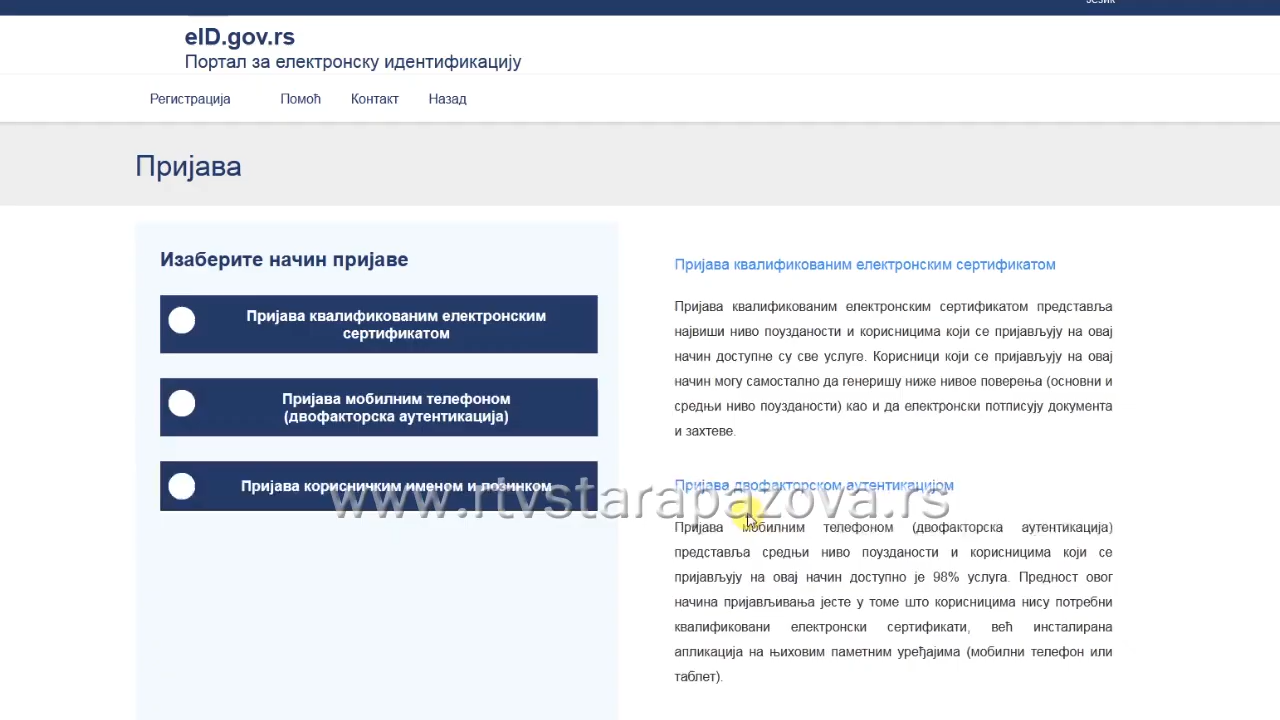 Језик
eID.gov.rs
Портал за електронску идентификацију
Регистрација Помоћ Контакт Назад
Пријава
Изаберите начин пријаве
Пријава квалификованим електронским
сертификатом
Пријава мобилним телефоном
(двофакторска аутентикација)
Пријава корисничким именом и лозинком
Пријава квалификованим електронским сертификатом
Пријава квалификованим електронским сертификатом представља
највиши ниво поузданости и корисницима који се пријављују на овај
начин доступне су све услуге. Корисници који се пријављују на овај
начин могу самостално да генеришу ниже нивое поверења (основни и
средњи ниво поузданости) као и да електронски потписују документа
и захтеве.
Пријава двофакторском аутентикацијом
Пријава мобилним телефоном (двофакторска аутентикација)
представља средњи ниво поузданости и корисницима који се
пријављују на овај начин доступно је 98% услуга. Предност овог
начина пријављивања јесте у томе што корисницима нису потребни
квалификовани електронски сертификати, већ инсталирана
апликација на њиховим паметним уређајима (мобилни телефон или
таблет).
www.rtvstarapazova.rs